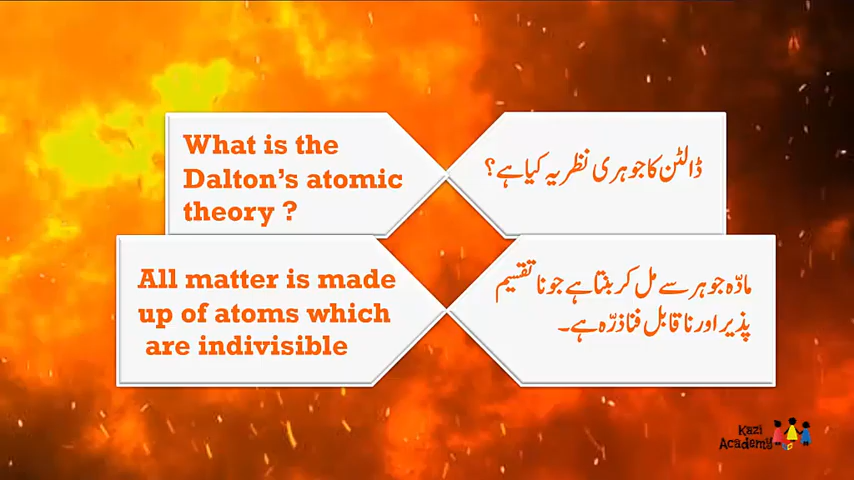 What is the
Dalton's atomic
theory ?
ڈالٹن کا جوہری نظریہ کیا ہے؟
All matter is made
up of atoms which
are indivisible
مادّہ جوہر سے مل کر بنتا ہے جو نا تقسیم
پذیر اور نا قابل فنا ذرّہ ہے۔
Kazi
Academy